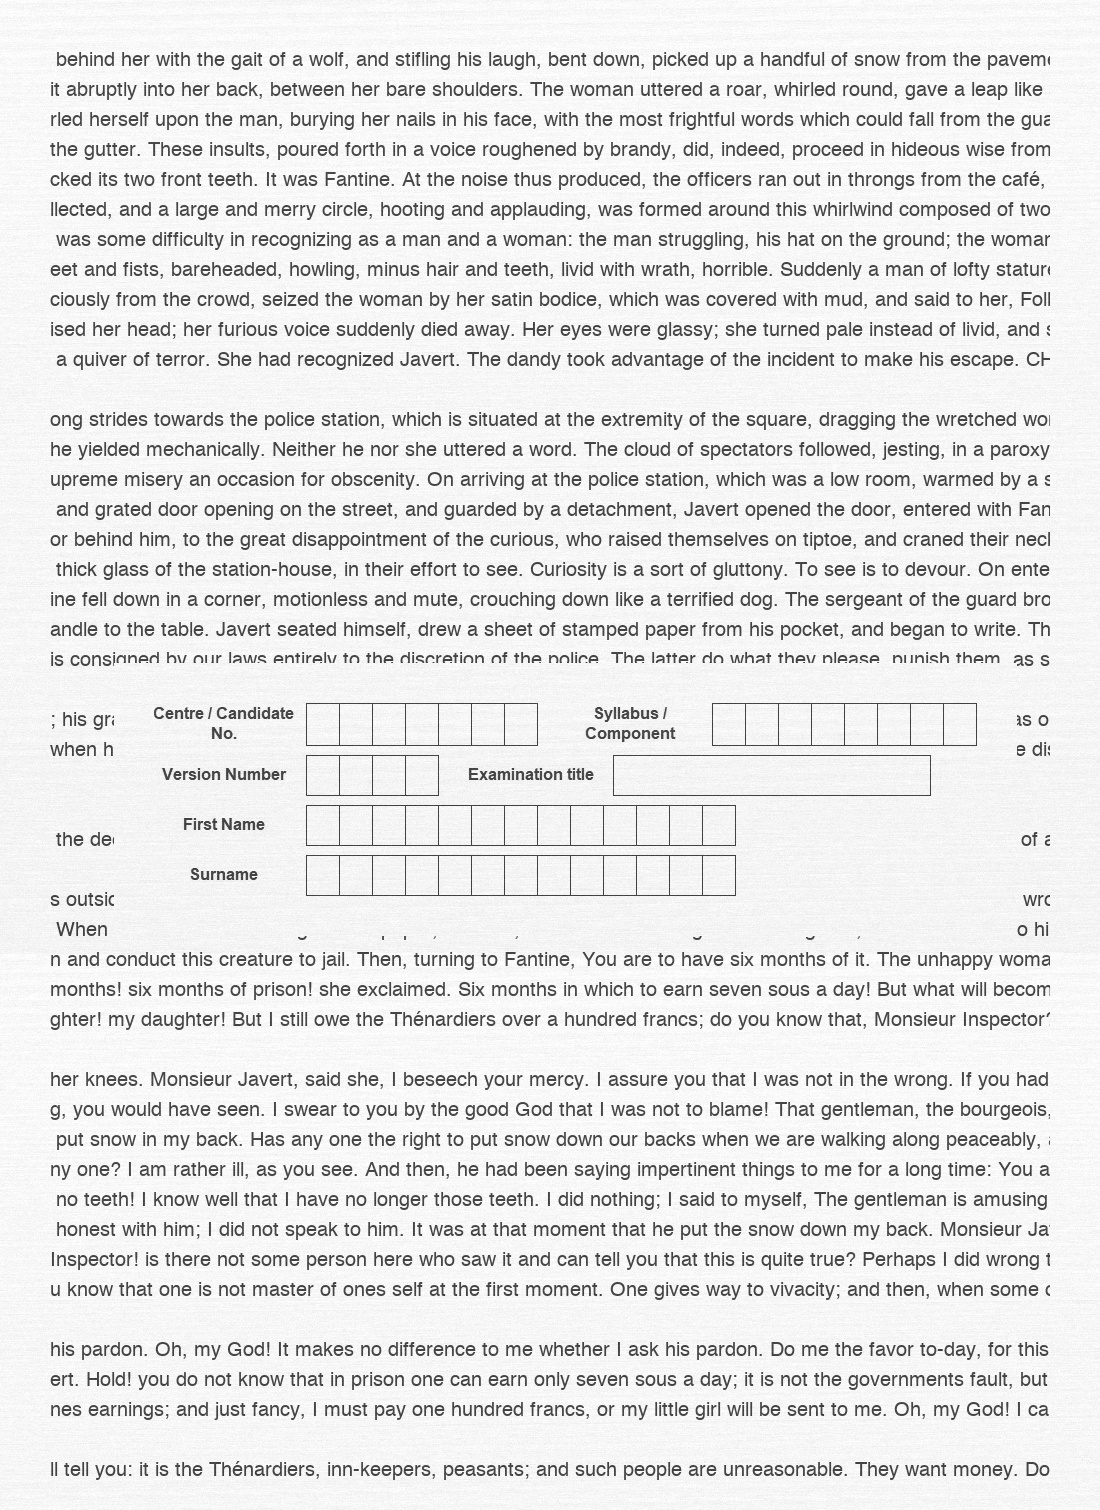 behind her with the gait of a wolf, and stifling his laugh, bent down, picked up a handful of snow from the
it abruptly into her back, between her bare shoulders. The woman uttered a roar, whirled round, gave a leap like
rled herself upon the man, burying her nails in his face, with the most frightful words which could fall from the
the gutter. These insults, poured forth in a voice roughened by brandy, did, indeed, proceed in hideous wise from
cked its two front teeth. It was Fantine. At the noise thus produced, the officers ran out in throngs from the café,
llected, and a large and merry circle, hooting and applauding, was formed around this whirlwind composed of two
was some difficulty in recognizing as a man and a woman: the man struggling, his hat on the ground; the
eet and fists, bareheaded, howling, minus hair and teeth, livid with wrath, horrible. Suddenly a man of lofty
ciously from the crowd, seized the woman by her satin bodice, which was covered with mud, and said to her,
ised her head; her furious voice suddenly died away. Her eyes were glassy; she turned pale instead of livid, and
a quiver of terror. She had recognized Javert. The dandy took advantage of the incident to make his escape.
ong strides towards the police station, which is situated at the extremity of the square, dragging the wretched
he yielded mechanically. Neither he nor she uttered a word. The cloud of spectators followed, jesting, in a paroxy
upreme misery an occasion for obscenity. On arriving at the police station, which was a low room, warmed by a
and grated door opening on the street, and guarded by a detachment, Javert opened the door, entered with Fan
or behind him, to the great disappointment of the curious, who raised themselves on tiptoe, and craned their
thick glass of the station-house, in their effort to see. Curiosity is a sort of gluttony. To see is to devour. On ente
ine fell down in a corner, motionless and mute, crouching down like a terrified dog. The sergeant of the guard bro
andle to the table. Javert seated himself, drew a sheet of stamped paper from his pocket, and began to write. Th
is consigned by our laws entirely to the discretion of the police. The latter do what they please, punish them, as s
; his gra as o
Centre / Candidate No. Syllabus / Component
when h e dis
Version Number Examination title
First Name
the de of a
Surname
s outsid wro
When o hi
n and conduct this creature to jail. Then, turning to Fantine, You are to have six months of it. The unhappy woma
months! six months of prison! she exclaimed. Six months in which to earn seven sous a day! But what will becom
ghter! my daughter! But I still owe the Thénardiers over a hundred francs; do you know that, Monsieur Inspector?
her knees. Monsieur Javert, said she, I beseech your mercy. I assure you that I was not in the wrong. If you had
g, you would have seen. I swear to you by the good God that I was not to blame! That gentleman, the bourgeois,
put snow in my back. Has any one the right to put snow down our backs when we are walking along peaceably,
ny one? I am rather ill, as you see. And then, he had been saying impertinent things to me for a long time: You a
no teeth! I know well that I have no longer those teeth. I did nothing; I said to myself, The gentleman is amusing
honest with him; I did not speak to him. It was at that moment that he put the snow down my back. Monsieur Ja
Inspector! is there not some person here who saw it and can tell you that this is quite true? Perhaps I did wrong
u know that one is not master of ones self at the first moment. One gives way to vivacity; and then, when some
his pardon. Oh, my God! It makes no difference to me whether I ask his pardon. Do me the favor to-day, for this
ert. Hold! you do not know that in prison one can earn only seven sous a day; it is not the governments fault, but
nes earnings; and just fancy, I must pay one hundred francs, or my little girl will be sent to me. Oh, my God! I ca
ll tell you: it is the Thénardiers, inn-keepers, peasants; and such people are unreasonable. They want money. Do